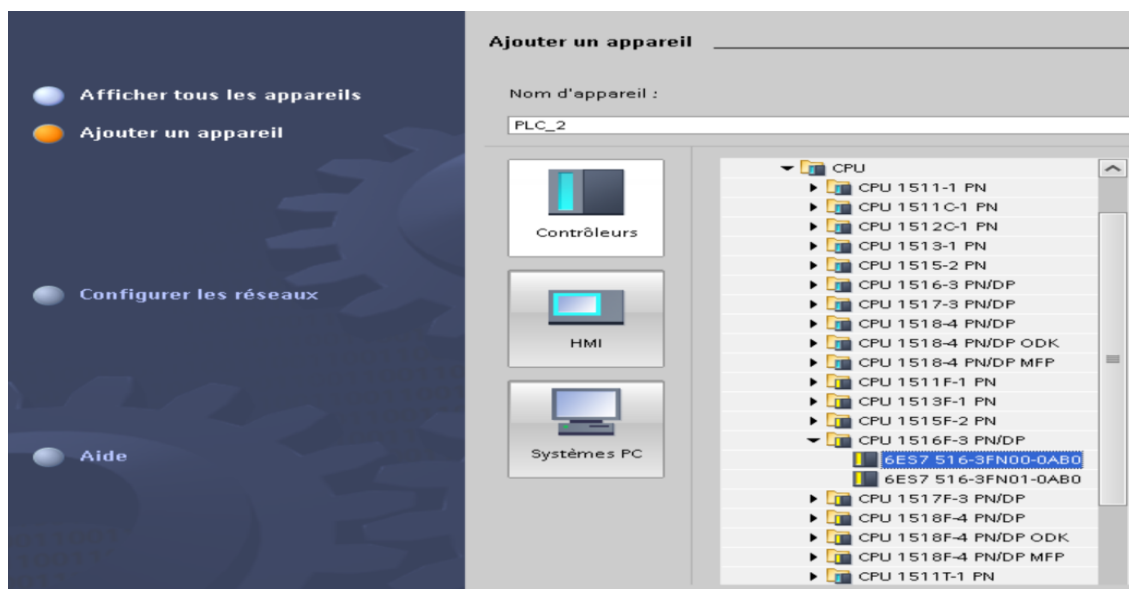 Afficher tous les appareils
Ajouter un appareil
Configurer les réseaux
Aide
Ajouter un appareil
Nom d'appareil :
PLC_2
Contrôleurs
HMI
Systèmes PC
CPU
CPU 1511-1 PN
CPU 1511C-1 PN
CPU 1512C-1 PN
CPU 1513-1 PN
CPU 1515-2 PN
CPU 1516-3 PN/DP
CPU 1517-3 PN/DP
CPU 1518-4 PN/DP
CPU 1518-4 PN/DP ODK
CPU 1518-4 PN/DP MFP
CPU 1511F-1 PN
CPU 1513F-1 PN
CPU 1515F-2 PN
CPU 1516F-3 PN/DP
6ES7 516-3FN00-0AB0
6ES7 516-3FN01-0AB0
CPU 1517F-3 PN/DP
CPU 1518F-4 PN/DP
CPU 1518F-4 PN/DP ODK
CPU 1518F-4 PN/DP MFP
CPU 1511T-1 PN